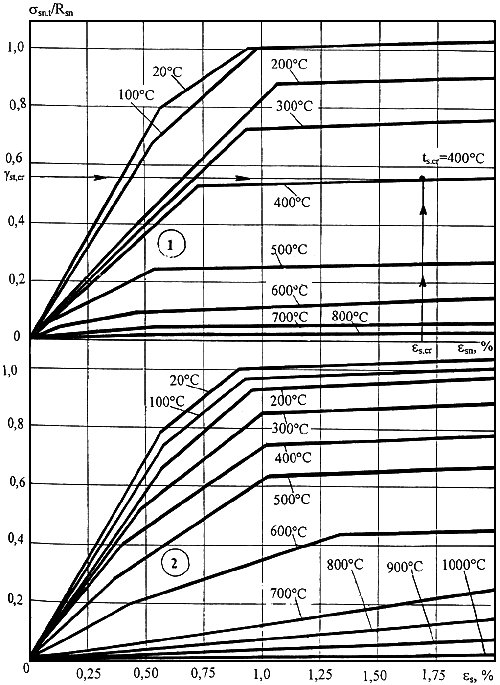 σsn,t/Rsn
1,0
20°C
200°C
100°C
300°C
0,8
0,6
ts,cr=400°C
γst,cr
400°C
0,4
1
500°C
0,2
600°C
700°C
800°C
0
εs,cr
εsn, %
1,0
20°C
100°C
200°C
0,8
300°C
400°C
0,6
500°C
600°C
0,4
2
800°C
900°C
1000°C
700°C
0,2
0
0,25
0,50
0,75
1,0
1,25
1,50
1,75
εs, %